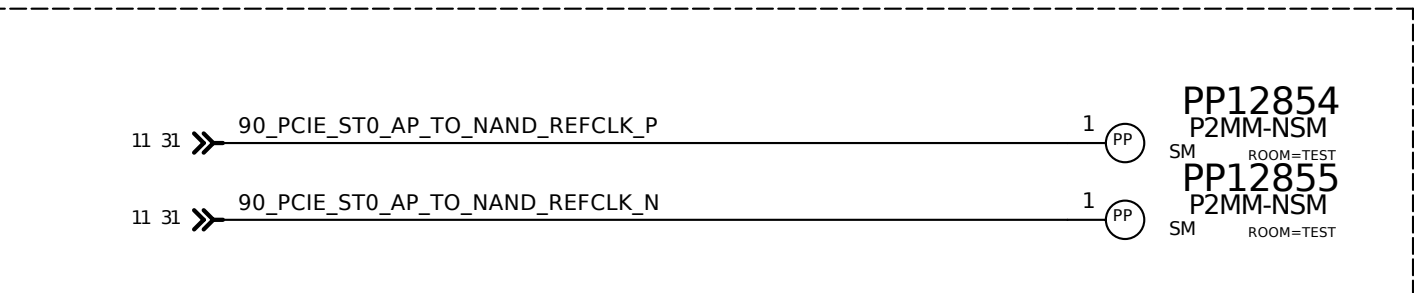 11 31 90_PCIE_ST0_AP_TO_NAND_REFCLK_P 1 PP PP12854
P2MM-NSM
SM ROOM=TEST
11 31 90_PCIE_ST0_AP_TO_NAND_REFCLK_N 1 PP PP12855
P2MM-NSM
SM ROOM=TEST